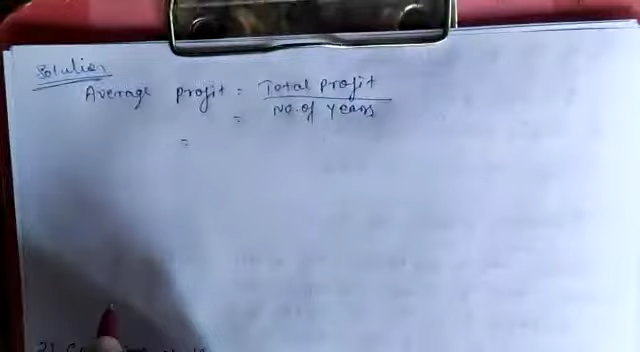 Solution
Average profit = Total profit
= No. of years
=